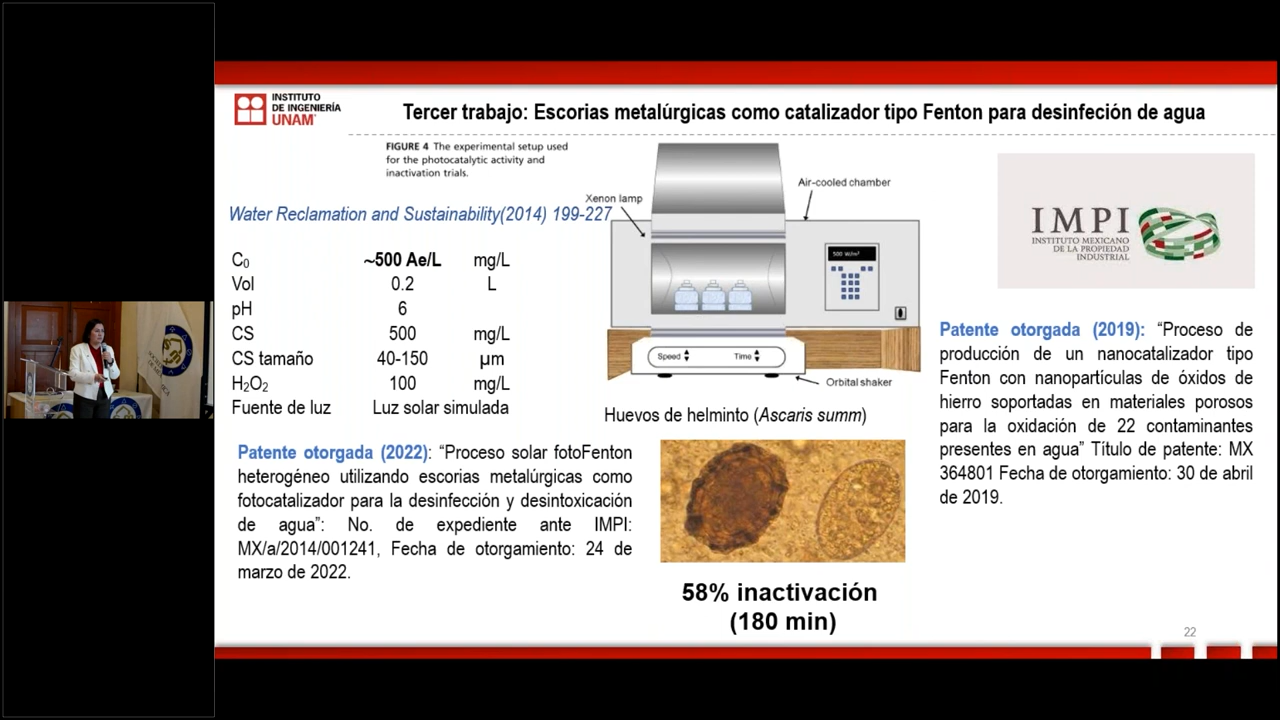 INSTITUTO
DE INGENIERÍA
UNAM
Tercer trabajo: Escorias metalúrgicas como catalizador tipo Fenton para desinfeción de agua
FIGURE 4 The experimental setup used
for the photocatalytic activity and
inactivation trials.
Water Reclamation and Sustainability(2014) 199-227
C₀ ~500 Ae/L mg/L
Vol 0.2 L
pH 6
CS 500 mg/L
CS tamaño 40-150 µm
H₂O₂ 100 mg/L
Fuente de luz Luz solar simulada
Xenon lamp
Air-cooled chamber
500 W/m²
Speed
Time
Orbital shaker
Huevos de helminto (Ascaris summ)
58% inactivación
(180 min)
Patente otorgada (2022): “Proceso solar fotoFenton
heterogéneo utilizando escorias metalúrgicas como
fotocatalizador para la desinfección y desintoxicación
de agua”: No. de expediente ante IMPI:
MX/a/2014/001241, Fecha de otorgamiento: 24 de
marzo de 2022.
IMPI
INSTITUTO MEXICANO
DE LA PROPIEDAD
INDUSTRIAL
Patente otorgada (2019): “Proceso de
producción de un nanocatalizador tipo
Fenton con nanopartículas de óxidos de
hierro soportadas en materiales porosos
para la oxidación de 22 contaminantes
presentes en agua” Título de patente: MX
364801 Fecha de otorgamiento: 30 de abril
de 2019.
22